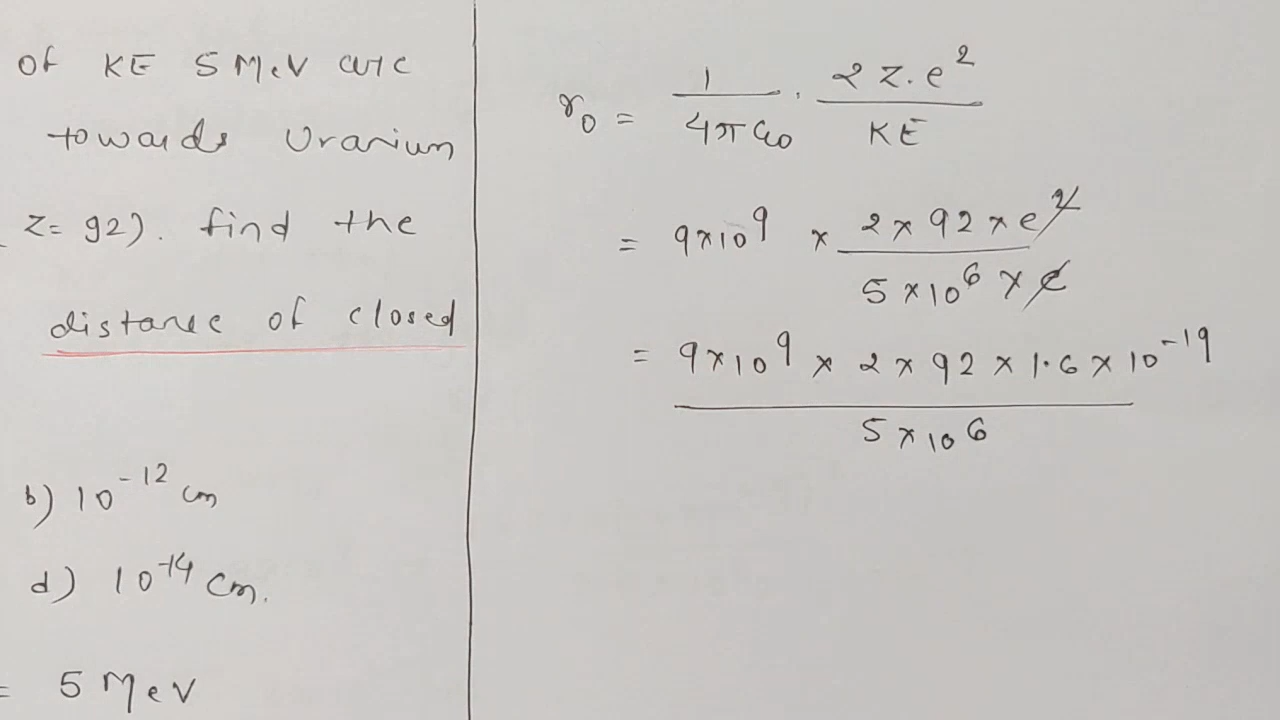 of KE 5 MeV are
towards Uranium
Z= 92). find the
distance of closed
b) 10^-12 cm
d) 10^-14 cm.
= 5 MeV
r₀ = 1/4πε₀ . 2Z.e²/KE
= 9×10^9 × 2×92×e²/5×10^6×e
= 9×10^9 × 2×92×1.6×10^-19/5×10^6